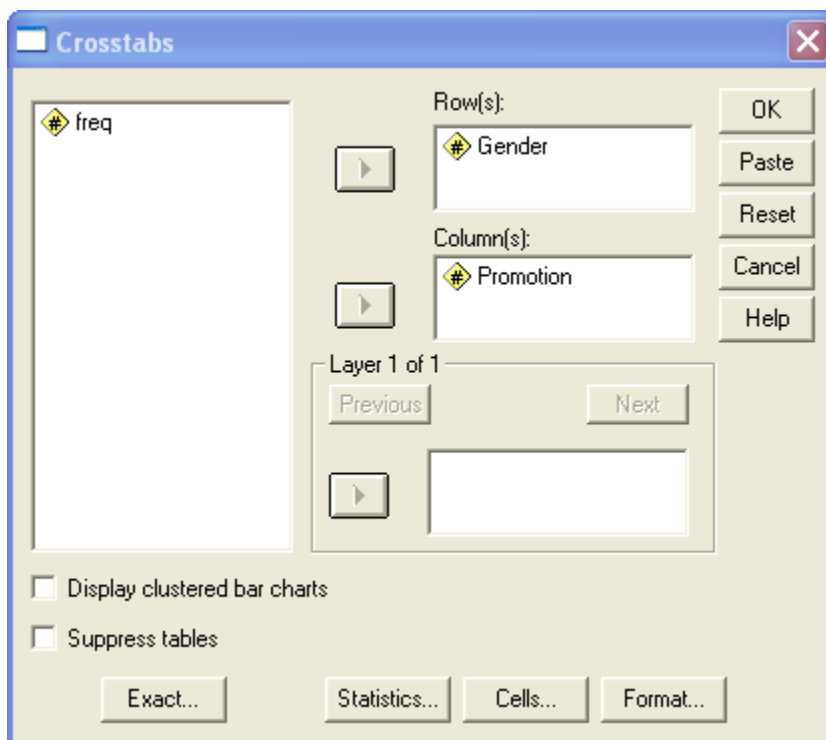 Crosstabs
# freq
Row(s):
# Gender
Column(s):
# Promotion
OK
Paste
Reset
Cancel
Help
Layer 1 of 1
Previous
Next
Display clustered bar charts
Suppress tables
Exact...
Statistics...
Cells...
Format...